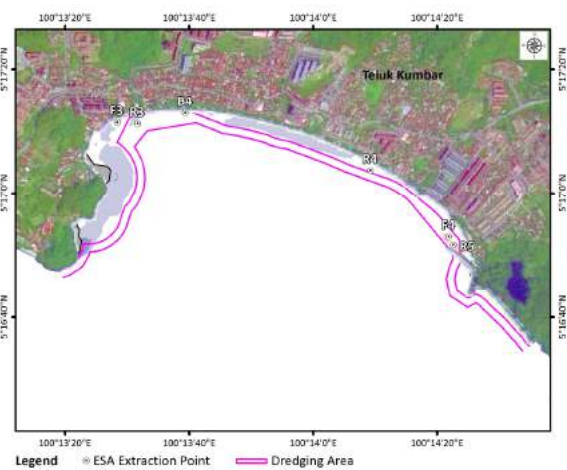 100°13'20"E 100°13'40"E 100°14'0"E 100°14'20"E
5°17'20"N 5°17'20"N
Teluk Kumbar
F3 R3 B4
R4
5°17'0"N 5°17'0"N
F4
R5
5°16'40"N 5°16'40"N
100°13'20"E 100°13'40"E 100°14'0"E 100°14'20"E
Legend ESA Extraction Point Dredging Area